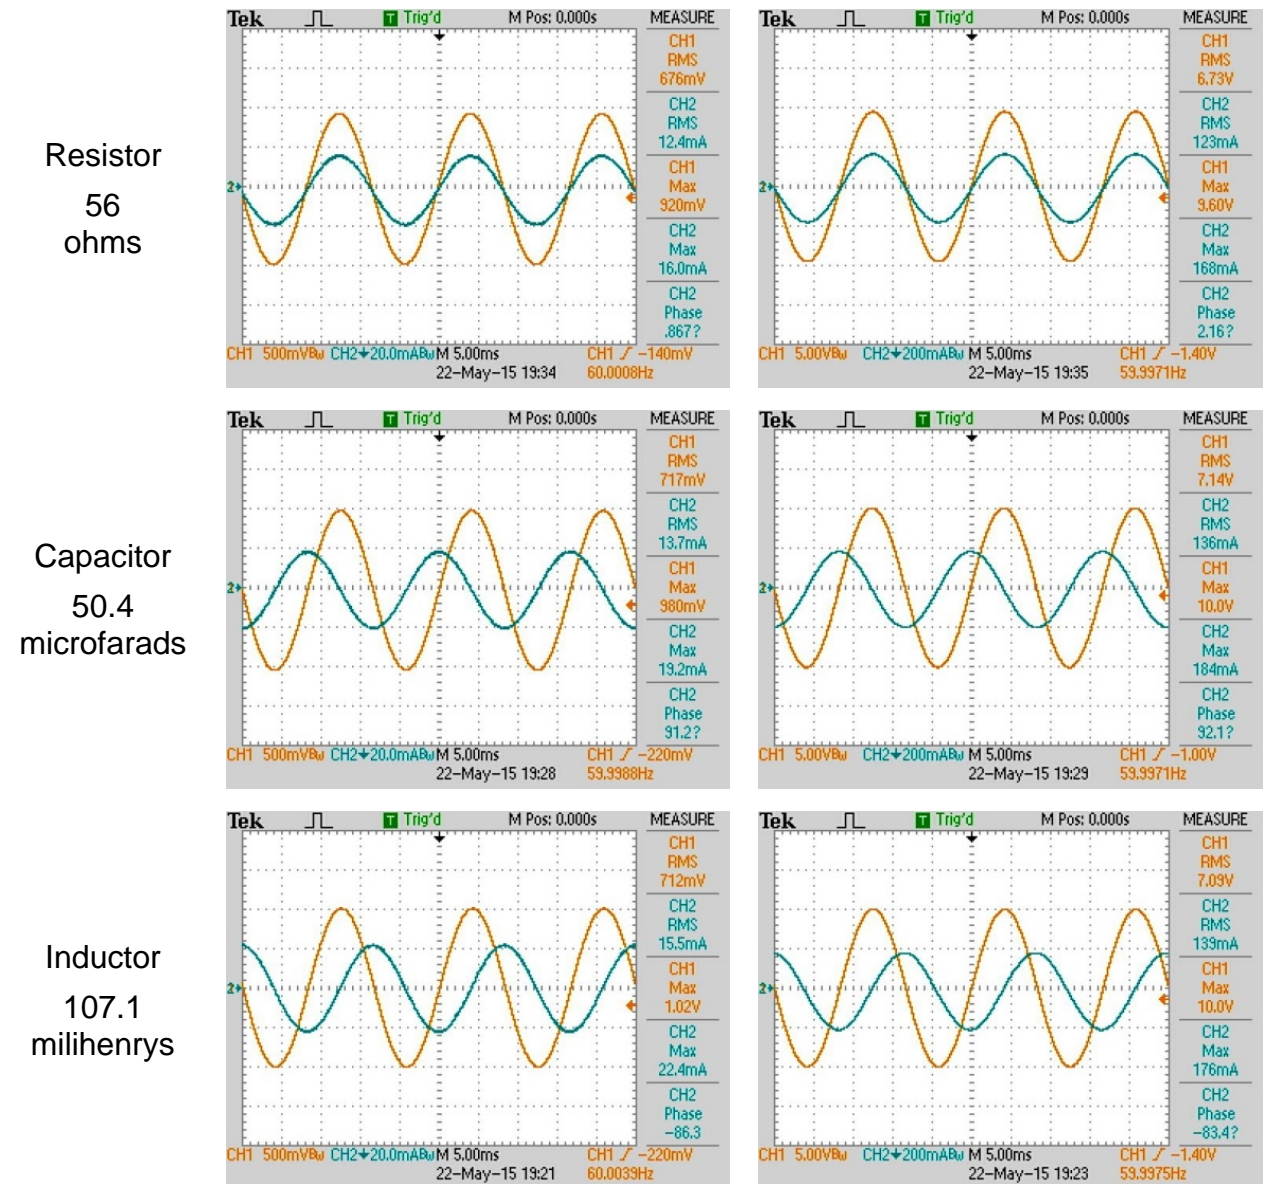 Resistor
56
ohms
Tek T Trig'd M Pos: 0.000s MEASURE
CH1
RMS
676mV
CH2
RMS
12.4mA
CH1
Max
920mV
CH2
Max
16.0mA
CH2
Phase
.867?
2
CH1 500mVBw CH2 20.0mABw M 5.00ms CH1 -140mV
22-May-15 19:34 60.0008Hz
Tek T Trig'd M Pos: 0.000s MEASURE
CH1
RMS
6.73V
CH2
RMS
123mA
CH1
Max
9.60V
CH2
Max
168mA
CH2
Phase
2.16?
2
CH1 5.00VBw CH2 200mABw M 5.00ms CH1 -1.40V
22-May-15 19:35 59.9971Hz
Capacitor
50.4
microfarads
Tek T Trig'd M Pos: 0.000s MEASURE
CH1
RMS
717mV
CH2
RMS
13.7mA
CH1
Max
980mV
CH2
Max
19.2mA
CH2
Phase
91.2?
2
CH1 500mVBw CH2 20.0mABw M 5.00ms CH1 -220mV
22-May-15 19:28 59.9988Hz
Tek T Trig'd M Pos: 0.000s MEASURE
CH1
RMS
7.14V
CH2
RMS
136mA
CH1
Max
10.0V
CH2
Max
184mA
CH2
Phase
92.1?
2
CH1 5.00VBw CH2 200mABw M 5.00ms CH1 -1.00V
22-May-15 19:29 59.9971Hz
Inductor
107.1
milihenrys
Tek T Trig'd M Pos: 0.000s MEASURE
CH1
RMS
712mV
CH2
RMS
15.5mA
CH1
Max
1.02V
CH2
Max
22.4mA
CH2
Phase
-86.3
2
CH1 500mVBw CH2 20.0mABw M 5.00ms CH1 -220mV
22-May-15 19:21 60.0039Hz
Tek T Trig'd M Pos: 0.000s MEASURE
CH1
RMS
7.09V
CH2
RMS
139mA
CH1
Max
10.0V
CH2
Max
176mA
CH2
Phase
-83.4?
2
CH1 5.00VBw CH2 200mABw M 5.00ms CH1 -1.40V
22-May-15 19:23 59.9975Hz